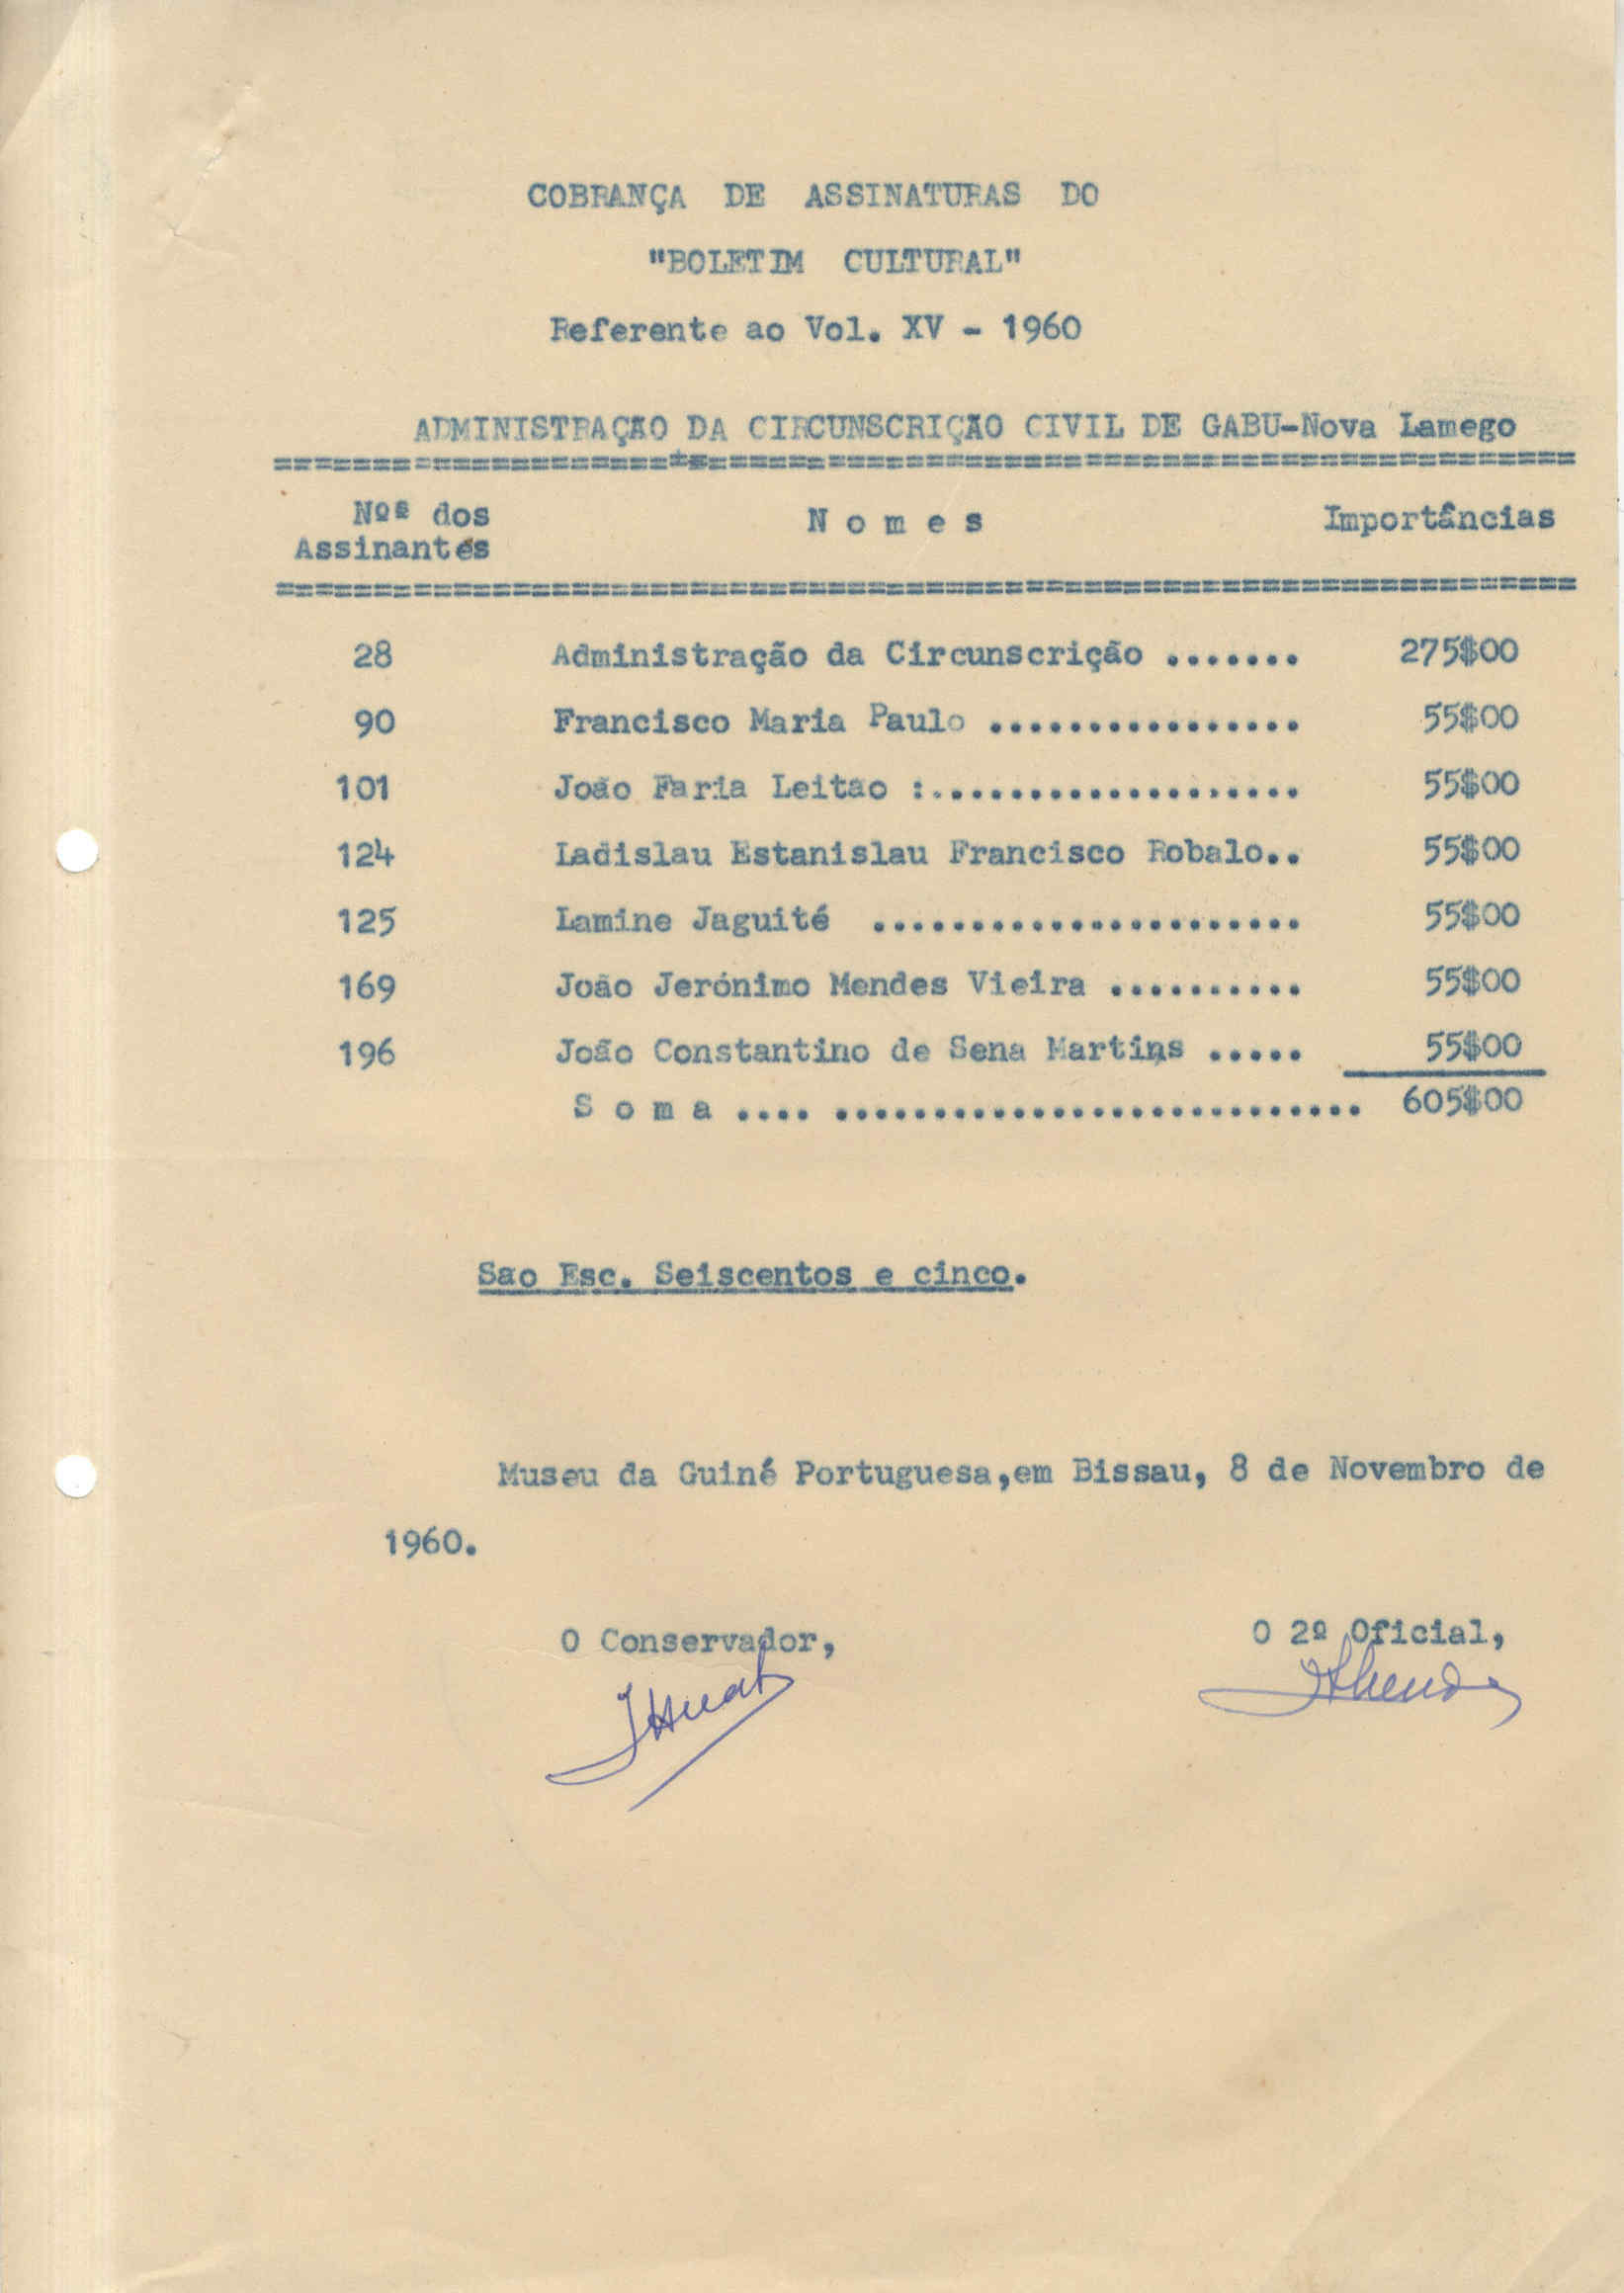 COBRANÇA DE ASSINATURAS DO
"BOLETIM CULTURAL"
Referente ao Vol. XV - 1960
ADMINISTRAÇÃO DA CIRCUNSCRIÇÃO CIVIL DE GABU-Nova Lamego
Nºs dos Assinantes N o m e s Importâncias
28 Administração da Circunscrição ....... 275$00
90 Francisco Maria Paulo ................ 55$00
101 João Faria Leitao :................... 55$00
124 Ladislau Estanislau Francisco Robalo.. 55$00
125 Lamine Jaguité ...................... 55$00
169 João Jerónimo Mendes Vieira .......... 55$00
196 João Constantino de Sena Martins ..... 55$00
S o m a .... ........................... 605$00
Sao Esc. Seiscentos e cinco.
Museu da Guiné Portuguesa,em Bissau, 8 de Novembro de
1960.
O Conservador, O 2º Oficial,